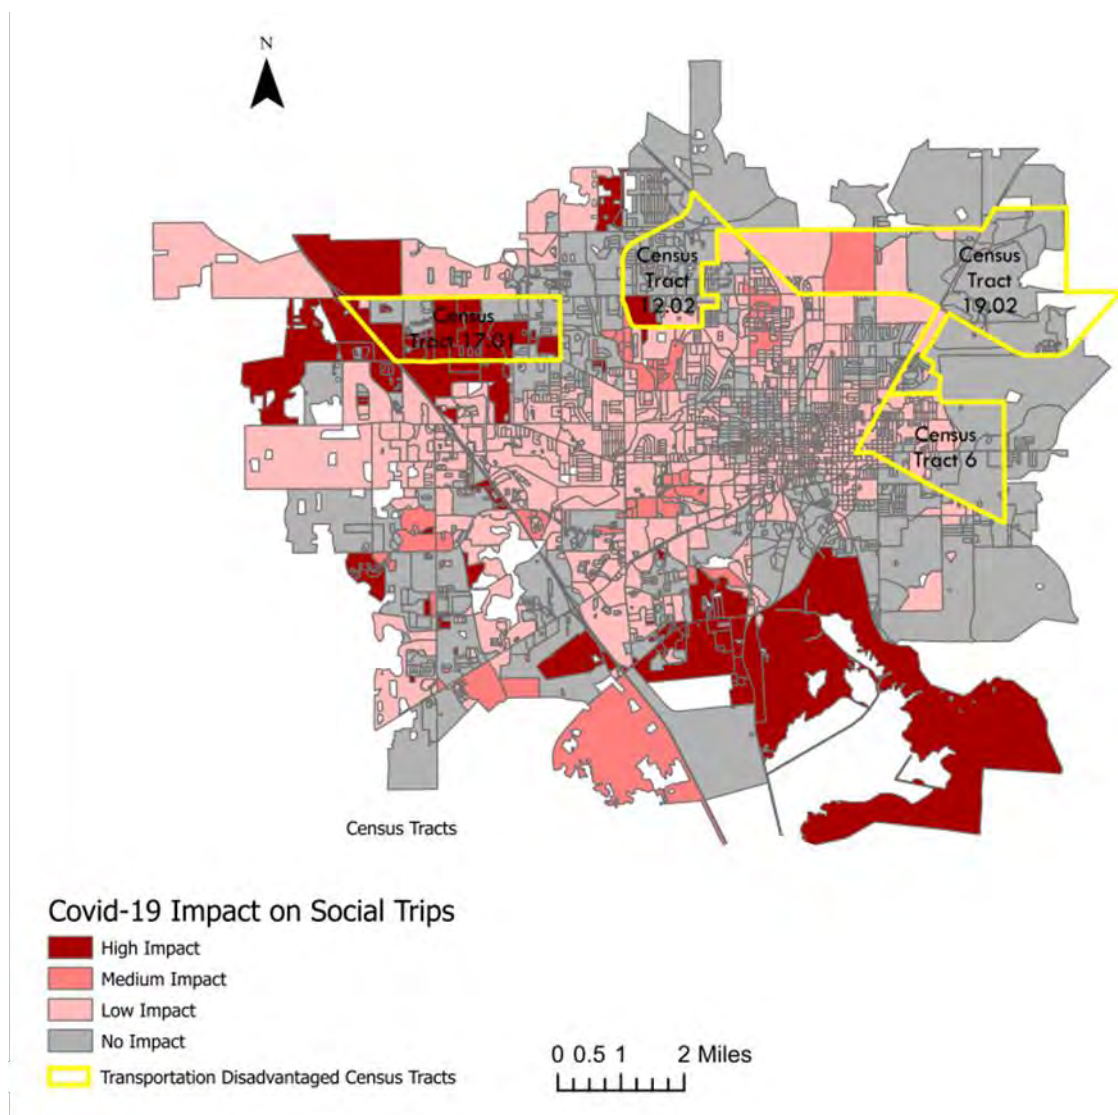 N
Census
Tract
12.02
Census
Tract
19.02
Census
Tract 17.01
Census
Tract 6
Census Tracts
Covid-19 Impact on Social Trips
High Impact
Medium Impact
Low Impact
No Impact
Transportation Disadvantaged Census Tracts
0 0.5 1 2 Miles